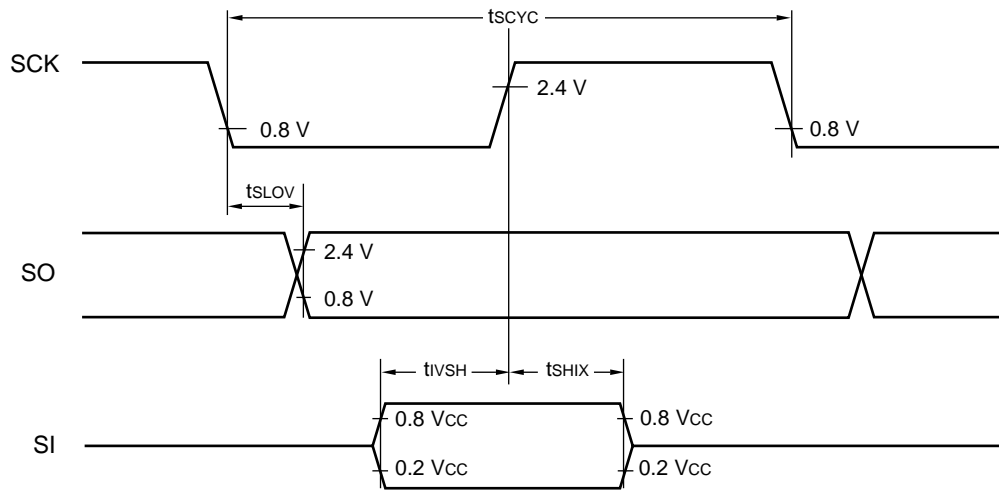 tSCYC
SCK
2.4 V
0.8 V
0.8 V
tSLOV
SO
2.4 V
0.8 V
tIVSH
tSHIX
0.8 VCC
0.8 VCC
SI
0.2 VCC
0.2 VCC